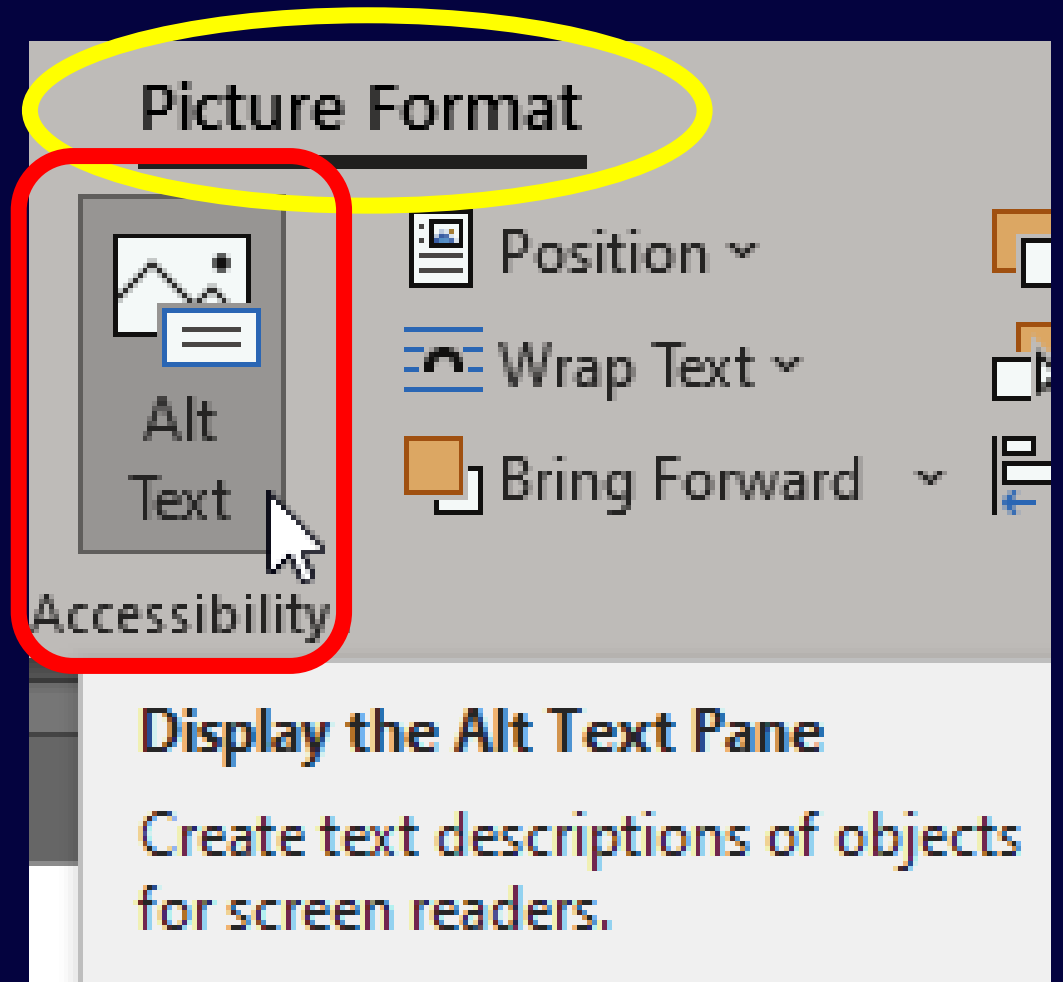 Picture Format
Alt
Text
Position
Wrap Text
Bring Forward
Accessibility
Display the Alt Text Pane
Create text descriptions of objects
for screen readers.